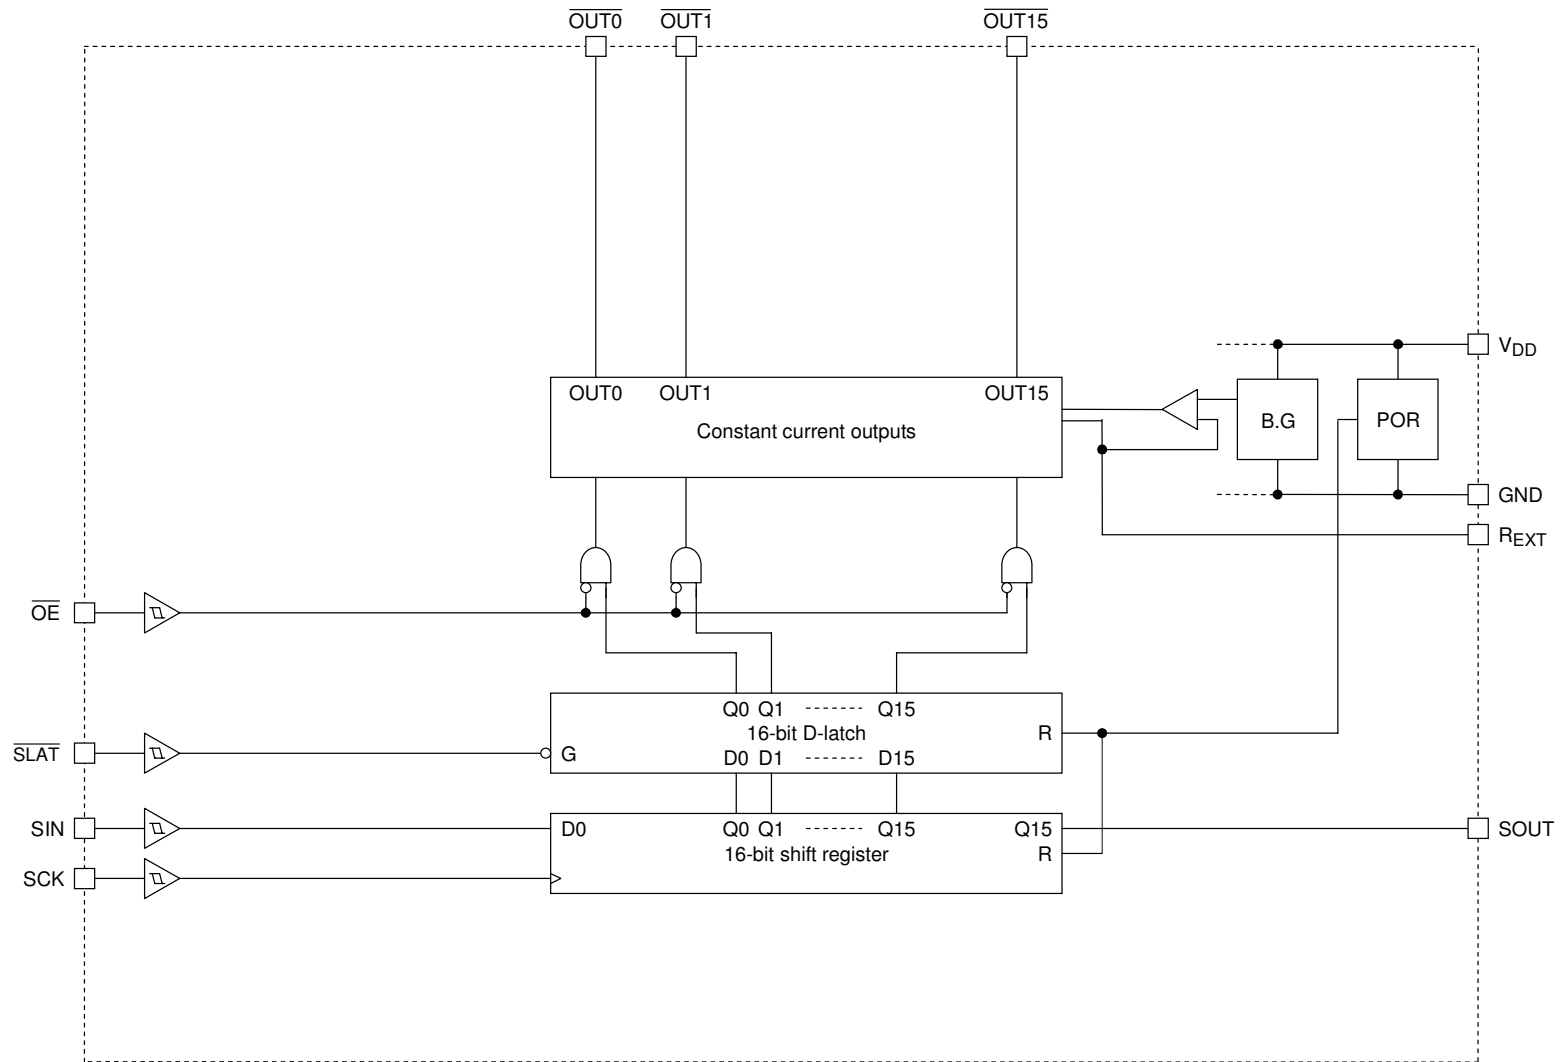 OUT0 OUT1 OUT15
VDD
OUT0 OUT1 OUT15
Constant current outputs
B.G
POR
GND
REXT
OE
Q0 Q1 Q15
16-bit D-latch
R
SLAT
G
D0 D1 D15
SIN
D0
Q0 Q1 Q15
Q15
SOUT
16-bit shift register
R
SCK